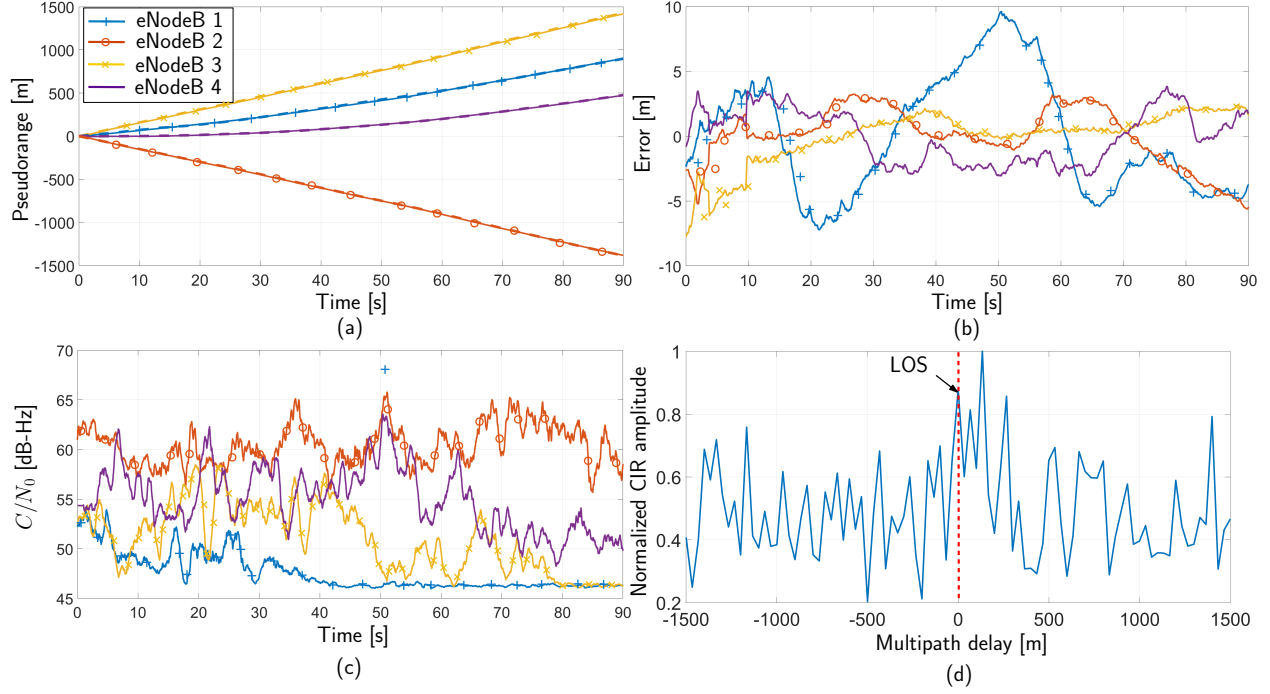 1500
1000
500
0
-500
-1000
-1500
Pseudorange [m]
eNodeB 1
eNodeB 2
eNodeB 3
eNodeB 4
0 10 20 30 40 50 60 70 80 90
Time [s]
(a)
10
5
0
-5
-10
Error [m]
0 10 20 30 40 50 60 70 80 90
Time [s]
(b)
70
65
60
55
50
45
C/N₀ [dB-Hz]
0 10 20 30 40 50 60 70 80 90
Time [s]
(c)
1
0.8
0.6
0.4
0.2
Normalized CIR amplitude
LOS
-1500 -1000 -500 0 500 1000 1500
Multipath delay [m]
(d)